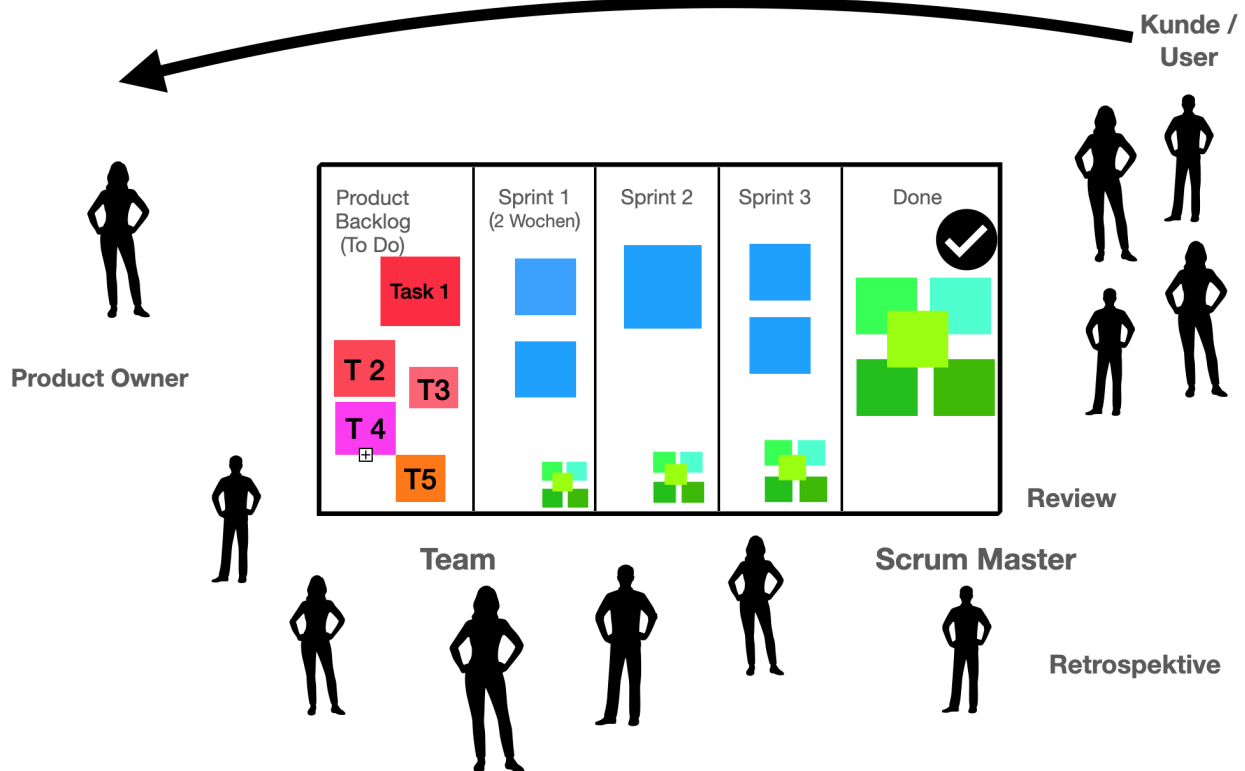 Kunde /
User
Product
Backlog
(To Do)
Sprint 1
(2 Wochen)
Sprint 2
Sprint 3
Done
Task 1
T 2
T3
T 4
T5
Product Owner
Review
Team
Scrum Master
Retrospektive